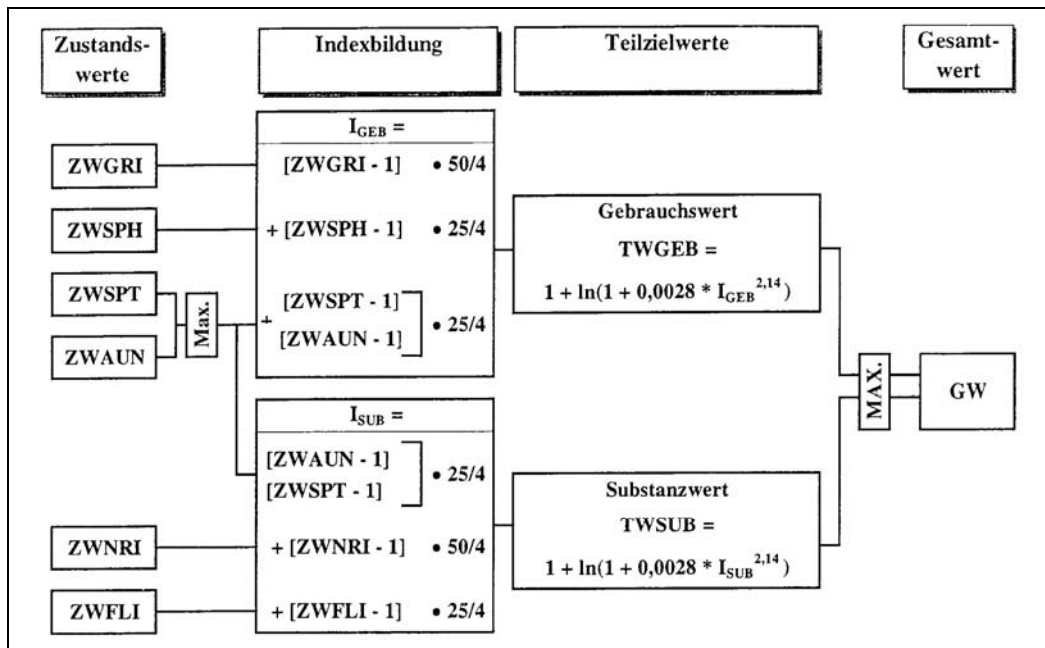 Zustands-
werte
Indexbildung
Teilzielwerte
Gesamt-
wert
I_GEB =
ZWGRI
[ZWGRI - 1] • 50/4
ZWSPH
+ [ZWSPH - 1] • 25/4
ZWSPT
ZWAUN
Max.
+
[ZWSPT - 1]
[ZWAUN - 1]
• 25/4
Gebrauchswert
TWGEB =
1 + ln(1 + 0,0028 * I_GEB^2,14)
I_SUB =
[ZWAUN - 1]
[ZWSPT - 1]
• 25/4
ZWNRI
+ [ZWNRI - 1] • 50/4
ZWFLI
+ [ZWFLI - 1] • 25/4
Substanzwert
TWSUB =
1 + ln(1 + 0,0028 * I_SUB^2,14)
MAX.
GW